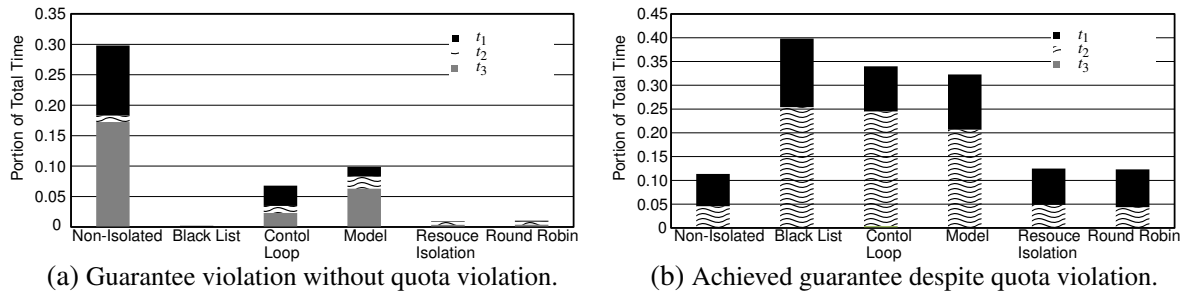 0.35
0.30
0.25
0.20
0.15
0.10
0.05
0
Portion of Total Time
t1
t2
t3
Non-Isolated Black List Contol Loop Model Resouce Isolation Round Robin
(a) Guarantee violation without quota violation.
0.45
0.40
0.35
0.30
0.25
0.20
0.15
0.10
0.05
0
Portion of Total Time
t1
t2
t3
Non-Isolated Black List Contol Loop Model Resouce Isolation Round Robin
(b) Achieved guarantee despite quota violation.